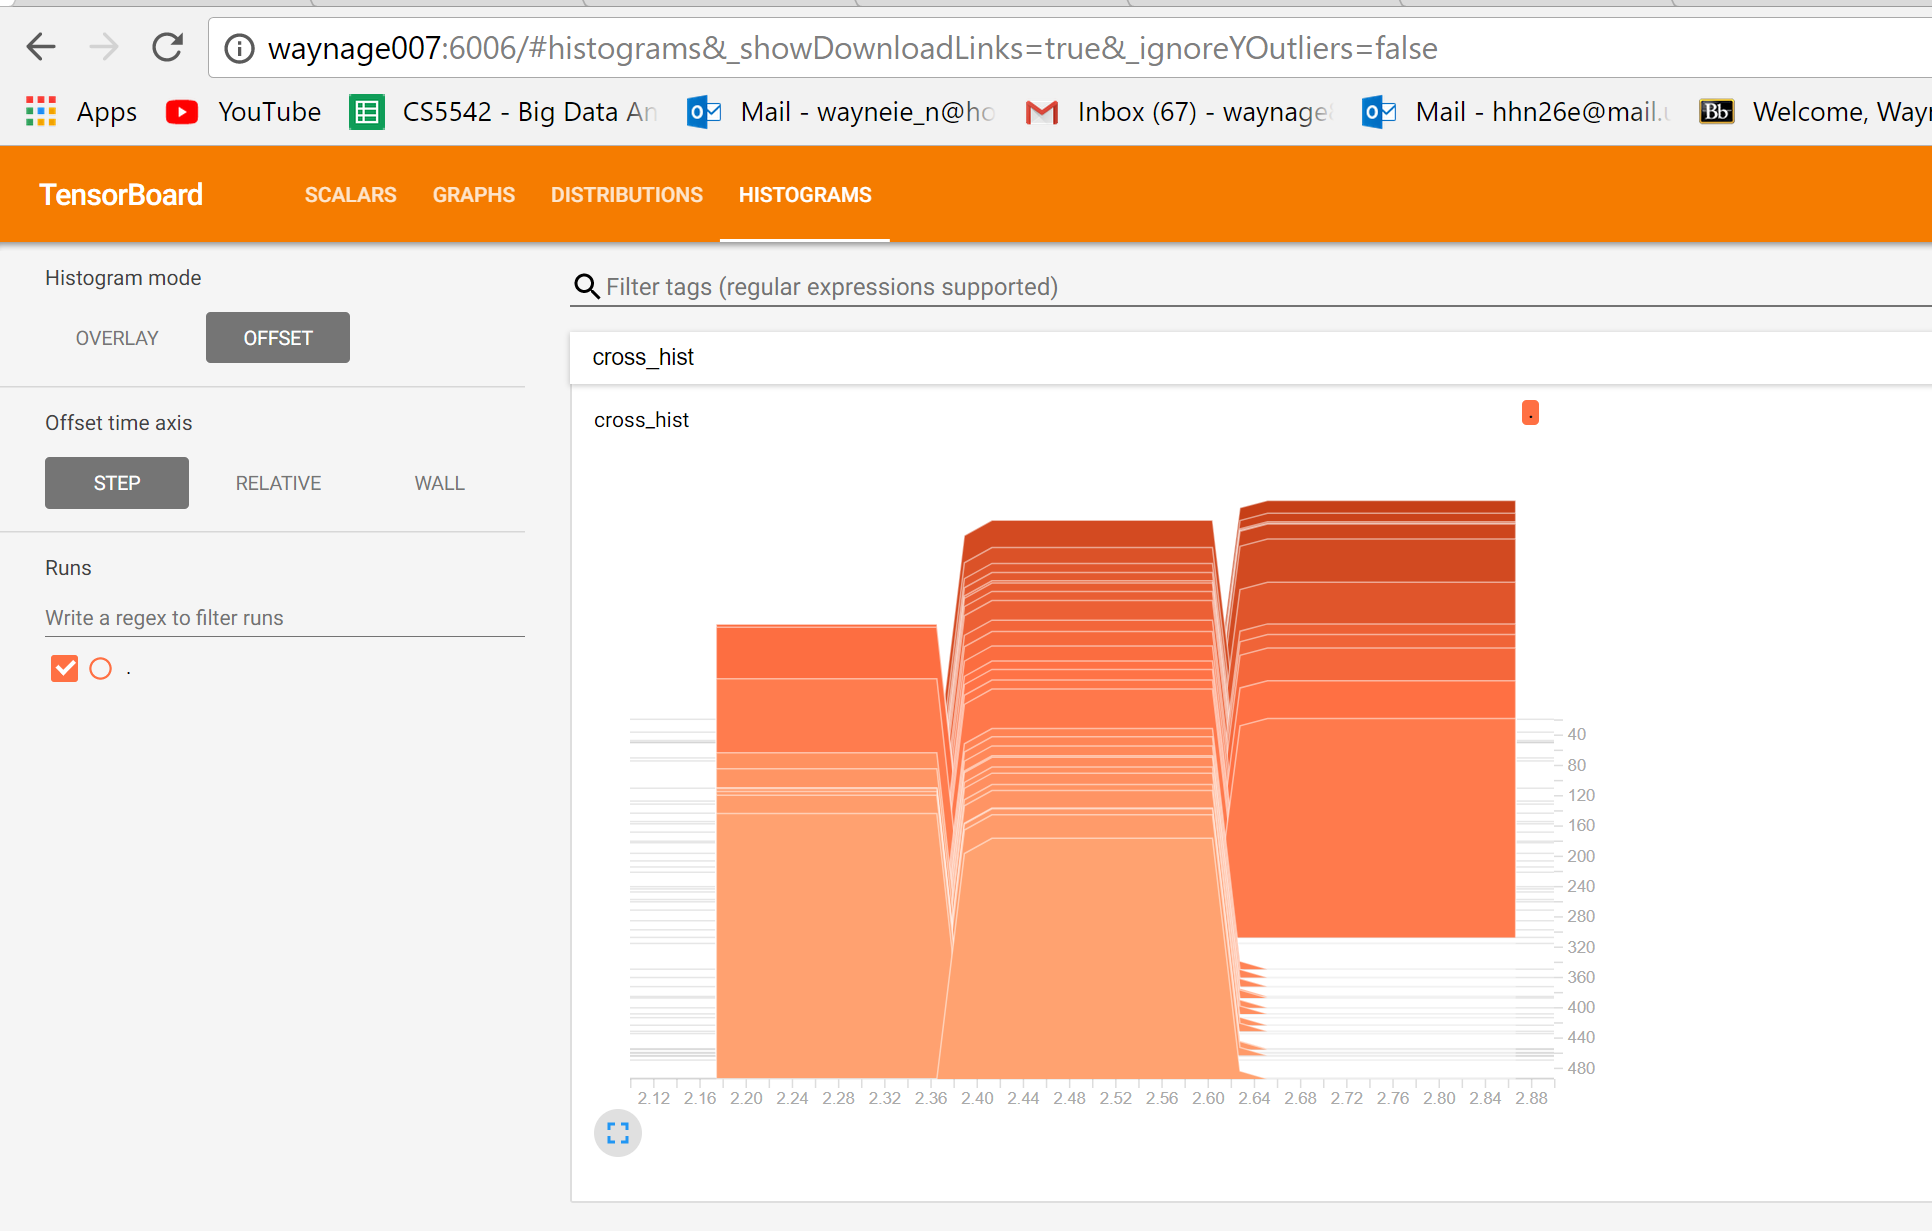 waynage007:6006/#histograms&_showDownloadLinks=true&_ignoreYOutliers=false
Apps YouTube CS5542 - Big Data An Mail - wayneie_n@ho Inbox (67) - waynage Mail - hhn26e@mail.u Bb Welcome, Wayn
TensorBoard SCALARS GRAPHS DISTRIBUTIONS HISTOGRAMS
Histogram mode
OVERLAY OFFSET
Offset time axis
STEP RELATIVE WALL
Runs
Write a regex to filter runs
.
Filter tags (regular expressions supported)
cross_hist
cross_hist .
40
80
120
160
200
240
280
320
360
400
440
480
2.12 2.16 2.20 2.24 2.28 2.32 2.36 2.40 2.44 2.48 2.52 2.56 2.60 2.64 2.68 2.72 2.76 2.80 2.84 2.88